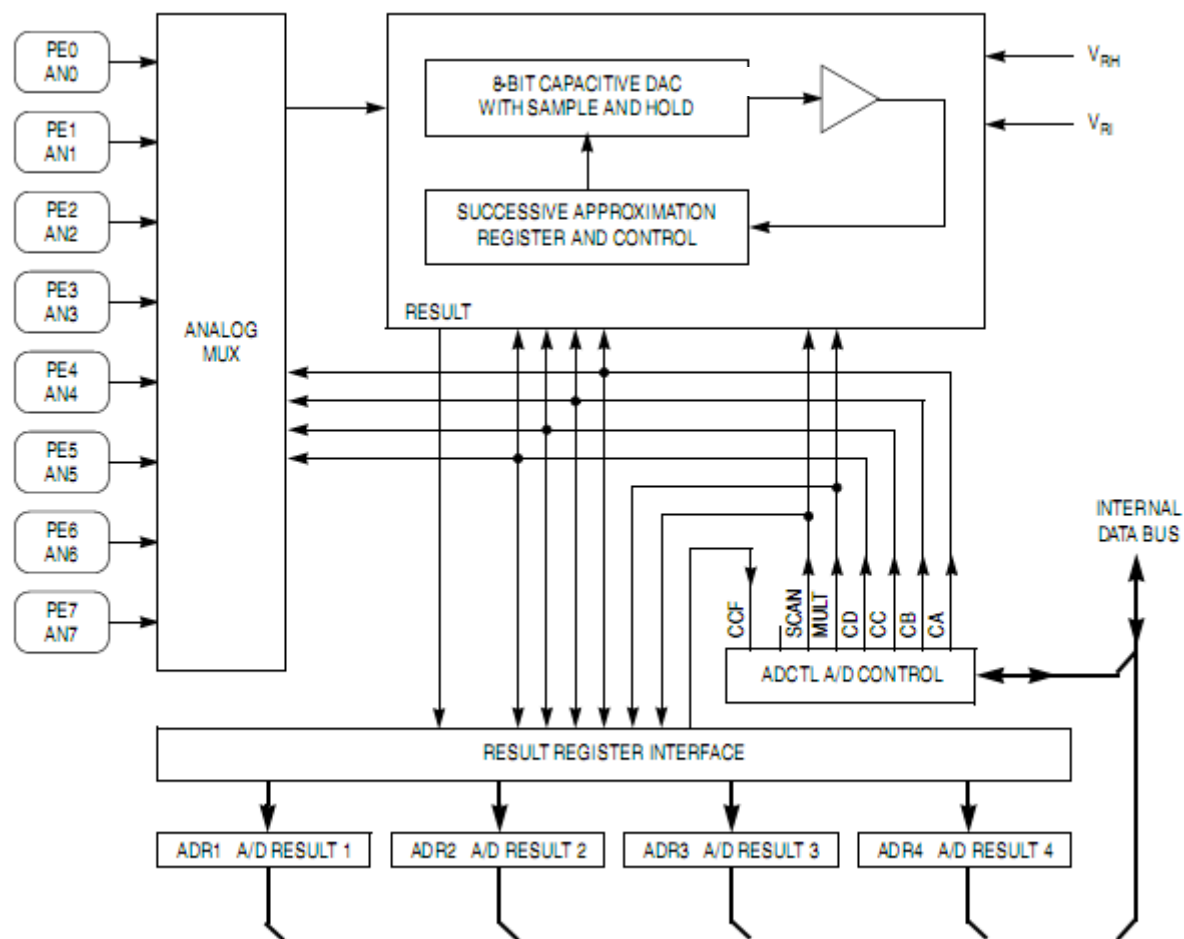 PE0
AN0
PE1
AN1
PE2
AN2
PE3
AN3
PE4
AN4
PE5
AN5
PE6
AN6
PE7
AN7
ANALOG
MUX
8-BIT CAPACITIVE DAC
WITH SAMPLE AND HOLD
SUCCESSIVE APPROXIMATION
REGISTER AND CONTROL
RESULT
VRH
VRl
INTERNAL
DATA BUS
CCF
SCAN
MULT
CD
CC
CB
CA
ADCTL A/D CONTROL
RESULT REGISTER INTERFACE
ADR1 A/D RESULT 1
ADR2 A/D RESULT 2
ADR3 A/D RESULT 3
ADR4 A/D RESULT 4